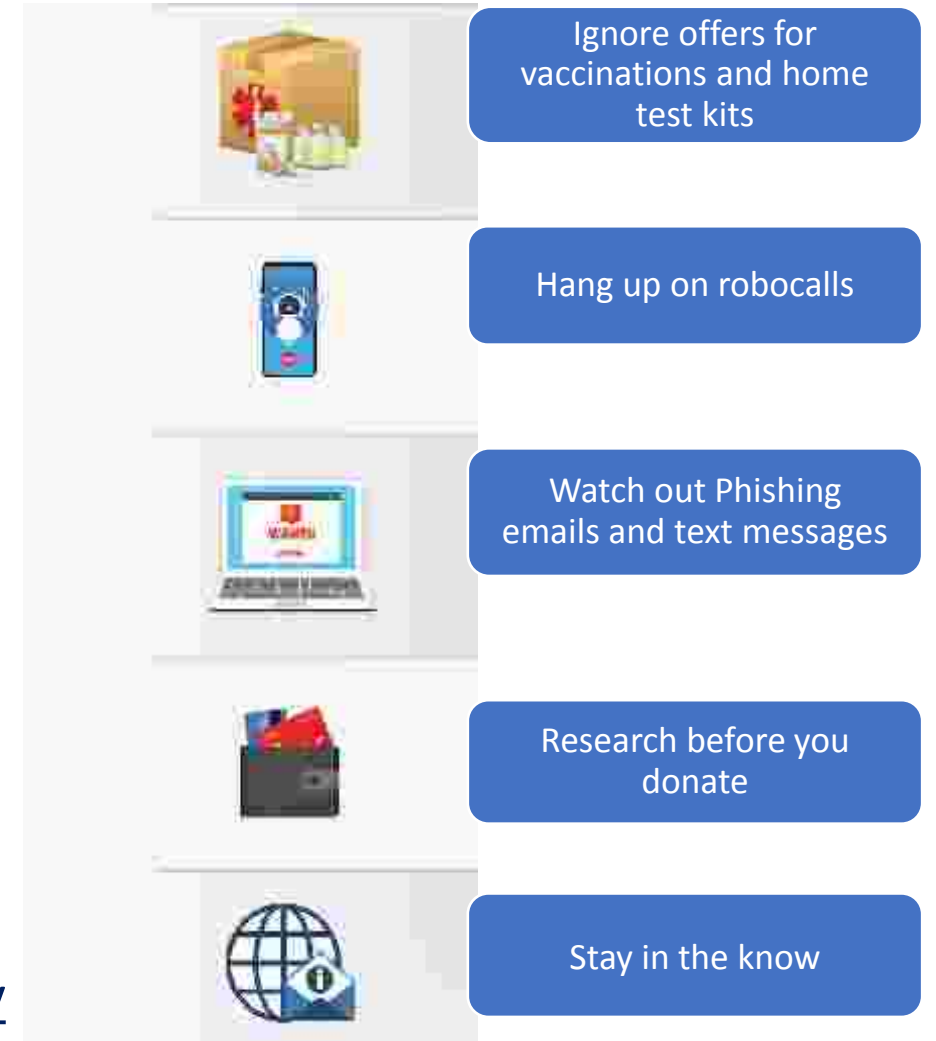 Ignore offers for
vaccinations and home
test kits
Hang up on robocalls
Watch out Phishing
emails and text messages
Research before you
donate
Stay in the know